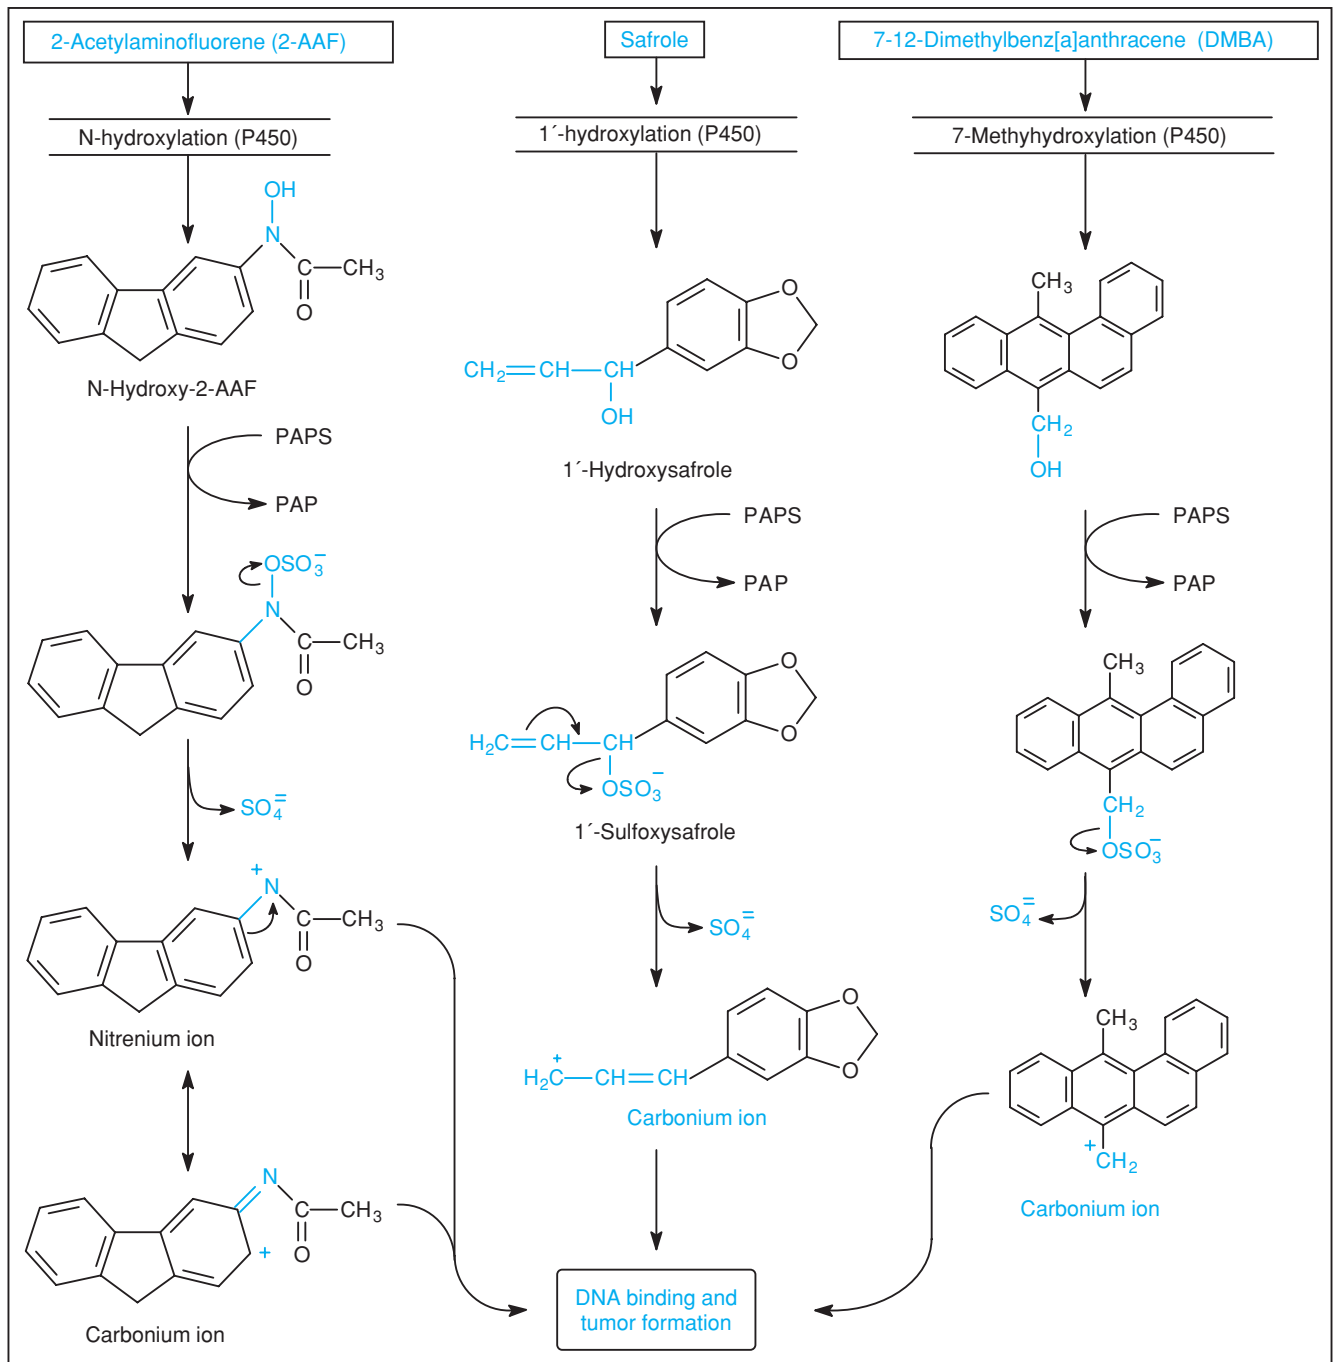 2-Acetylaminofluorene (2-AAF)
N-hydroxylation (P450)
OH
N
C
CH3
O
N-Hydroxy-2-AAF
PAPS
PAP
OSO3−
N
C
CH3
O
SO4=
+
N
C
CH3
O
Nitrenium ion
N
C
CH3
O
+
Carbonium ion
Safrole
1´-hydroxylation (P450)
O
O
CH2=CH—CH
OH
1´-Hydroxysafrole
PAPS
PAP
O
O
H2C=CH—CH
OSO3−
1´-Sulfoxysafrole
SO4=
O
O
+
H2C—CH=CH
Carbonium ion
DNA binding and
tumor formation
7-12-Dimethylbenz[a]anthracene (DMBA)
7-Methyhydroxylation (P450)
CH3
CH2
OH
PAPS
PAP
CH3
CH2
OSO3−
SO4=
CH3
+
CH2
Carbonium ion